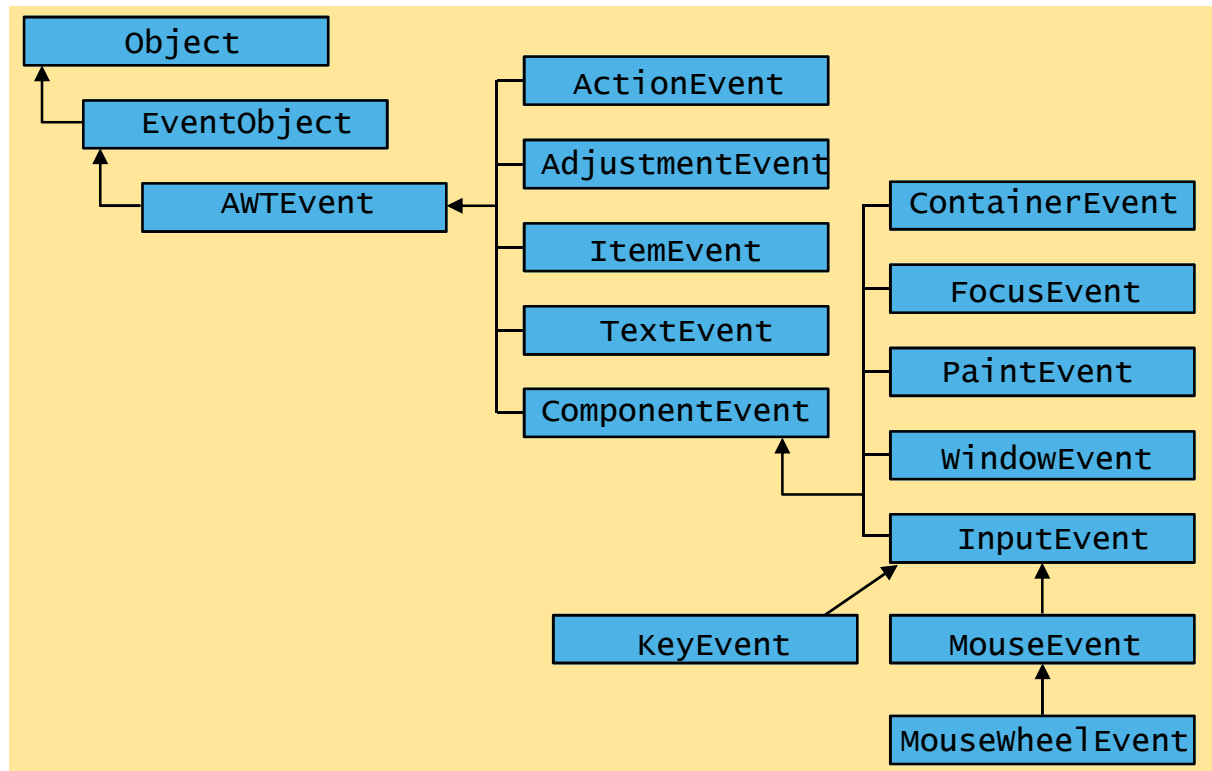 Object
EventObject
AWTEvent
ActionEvent
AdjustmentEvent
ItemEvent
TextEvent
ComponentEvent
ContainerEvent
FocusEvent
PaintEvent
WindowEvent
InputEvent
KeyEvent
MouseEvent
MouseWheelEvent